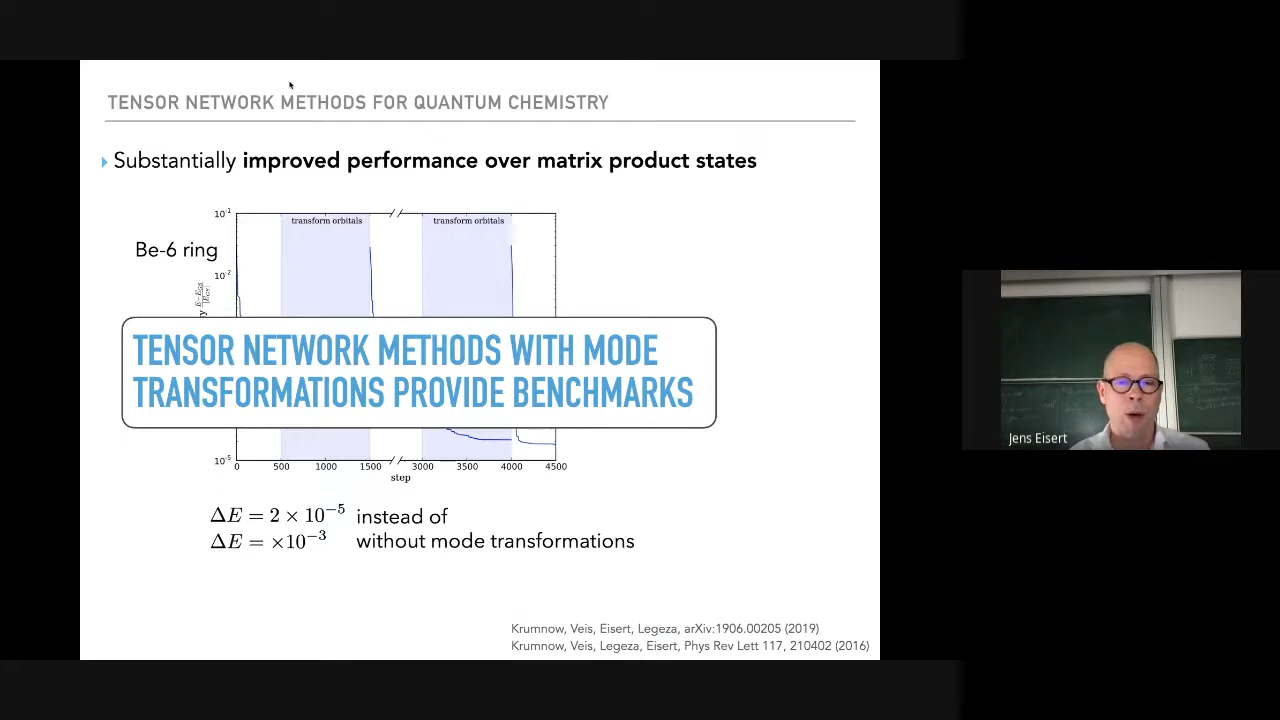 TENSOR NETWORK METHODS FOR QUANTUM CHEMISTRY
Substantially improved performance over matrix product states
10^-1
transform orbitals
transform orbitals
Be-6 ring
10^-2
y E-E_GS / |E_GS|
TENSOR NETWORK METHODS WITH MODE
TRANSFORMATIONS PROVIDE BENCHMARKS
10^-5
0 500 1000 1500 3000 3500 4000 4500
step
ΔE = 2 × 10^-5 instead of
ΔE = ×10^-3 without mode transformations
Krumnow, Veis, Eisert, Legeza, arXiv:1906.00205 (2019)
Krumnow, Veis, Legeza, Eisert, Phys Rev Lett 117, 210402 (2016)
Jens Eisert